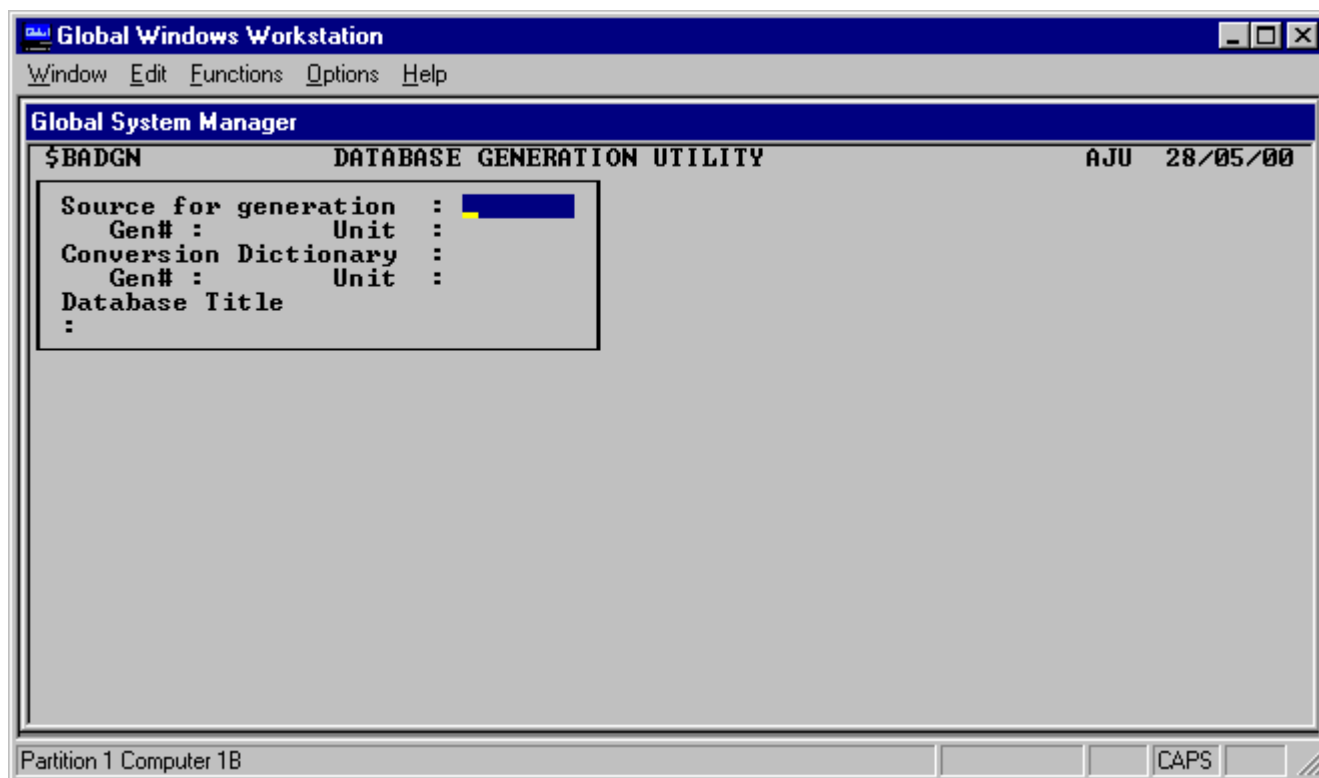 Global Windows Workstation
Window Edit Functions Options Help
Global System Manager
$BADGN DATABASE GENERATION UTILITY AJU 28/05/00
Source for generation :
Gen# : Unit :
Conversion Dictionary :
Gen# : Unit :
Database Title
:
Partition 1 Computer 1B CAPS